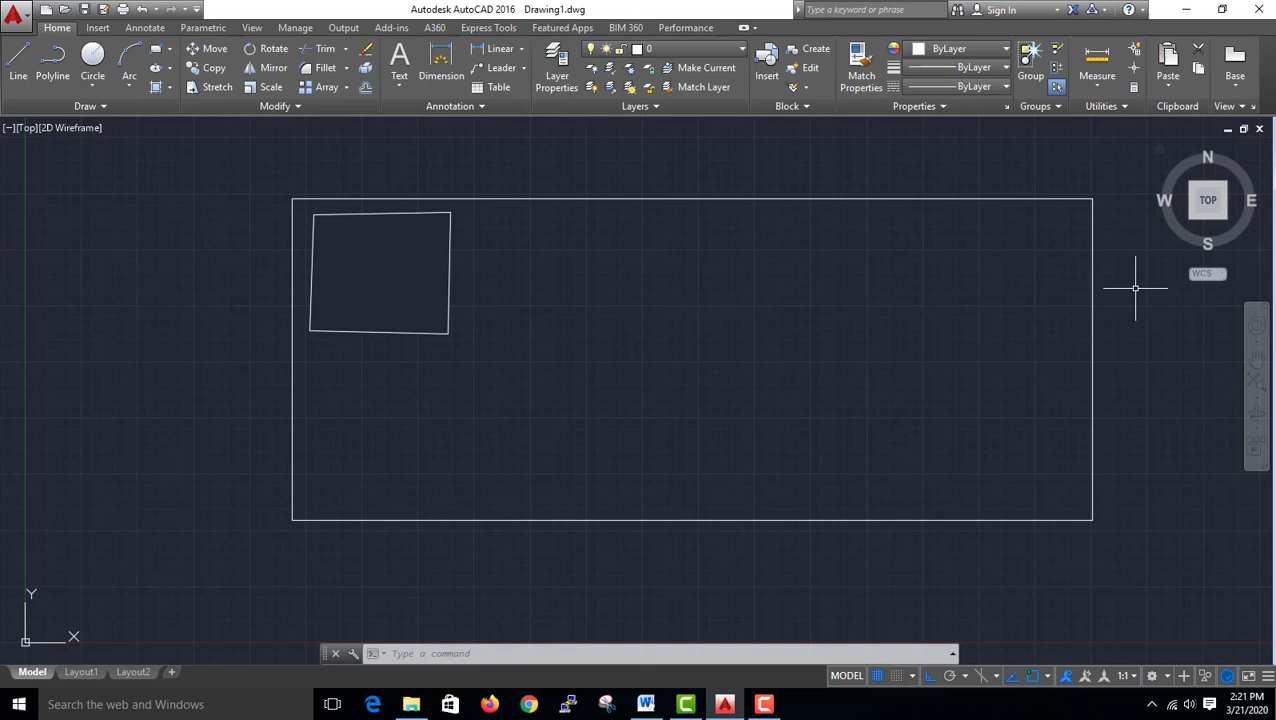 Autodesk AutoCAD 2016 Drawing1.dwg
Type a keyword or phrase
Sign In
Home Insert Annotate Parametric View Manage Output Add-ins A360 Express Tools BIM 360 Featured Apps Performance
Line Polyline Circle Arc
Move Rotate Trim
Copy Mirror Fillet
Stretch Scale Array
Text Dimension
Linear
Leader
Table
Layer Properties
0
Make Current
Match Layer
Insert
Create
Edit
Match Properties
ByLayer
ByLayer
ByLayer
Group
Measure
Paste
Base
Draw Modify Annotation Layers Block Properties Groups Utilities Clipboard View
[−][Top][2D Wireframe]
N
W TOP E
S
WCS
Y
X
Type a command
Model Layout1 Layout2 +
MODEL
1:1
Search the web and Windows
2:21 PM
3/21/2020